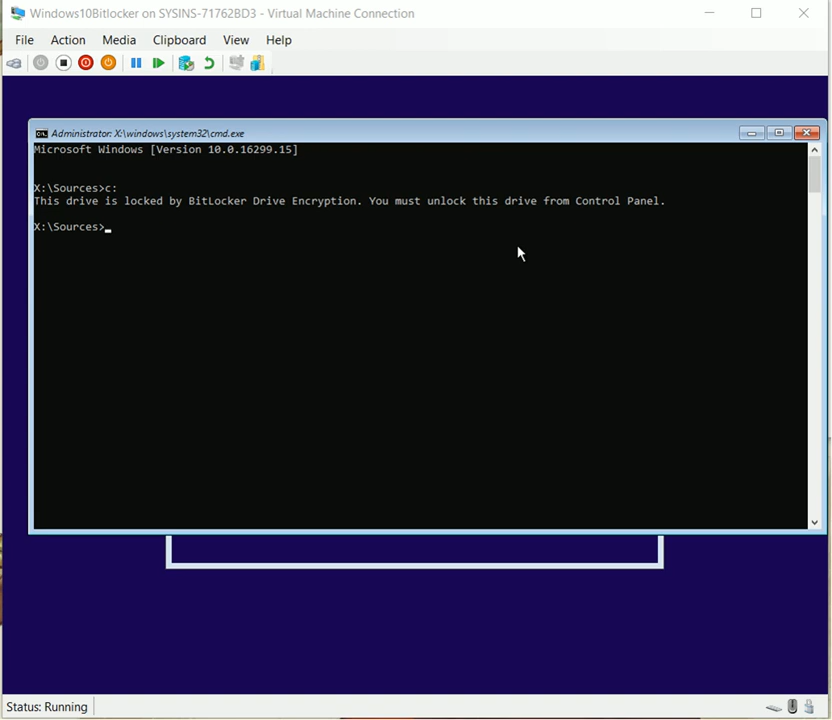 Windows10Bitlocker on SYSINS-71762BD3 - Virtual Machine Connection
File Action Media Clipboard View Help
Administrator: X:\windows\system32\cmd.exe
Microsoft Windows [Version 10.0.16299.15]
X:\Sources>c:
This drive is locked by BitLocker Drive Encryption. You must unlock this drive from Control Panel.
X:\Sources>
Status: Running